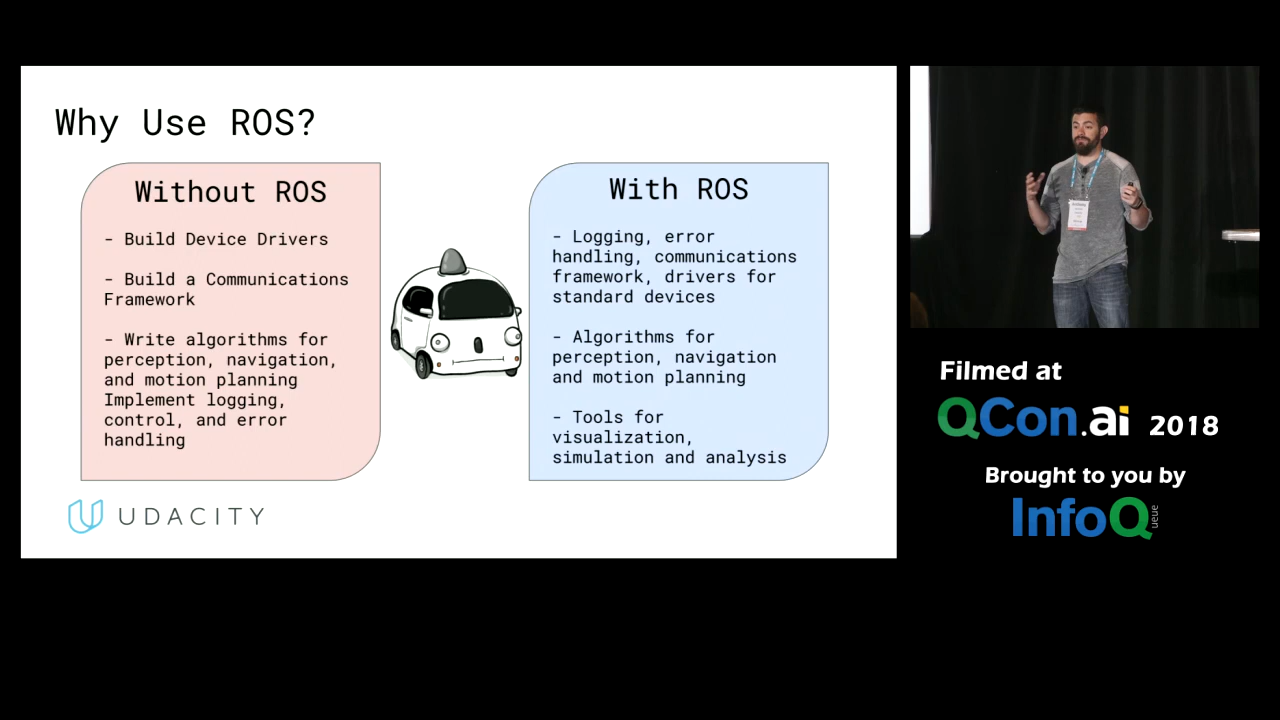 Why Use ROS?
Without ROS
- Build Device Drivers
- Build a Communications
Framework
- Write algorithms for
perception, navigation,
and motion planning
Implement logging,
control, and error
handling
With ROS
- Logging, error
handling, communications
framework, drivers for
standard devices
- Algorithms for
perception, navigation
and motion planning
- Tools for
visualization,
simulation and analysis
UDACITY
Filmed at
QCon.ai 2018
Brought to you by
InfoQ
ueue